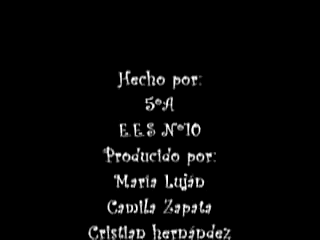 Hecho por:
5ºA
E E S Nº10
Producido por:
María Luján
Camila Zapata
Cristian hernández